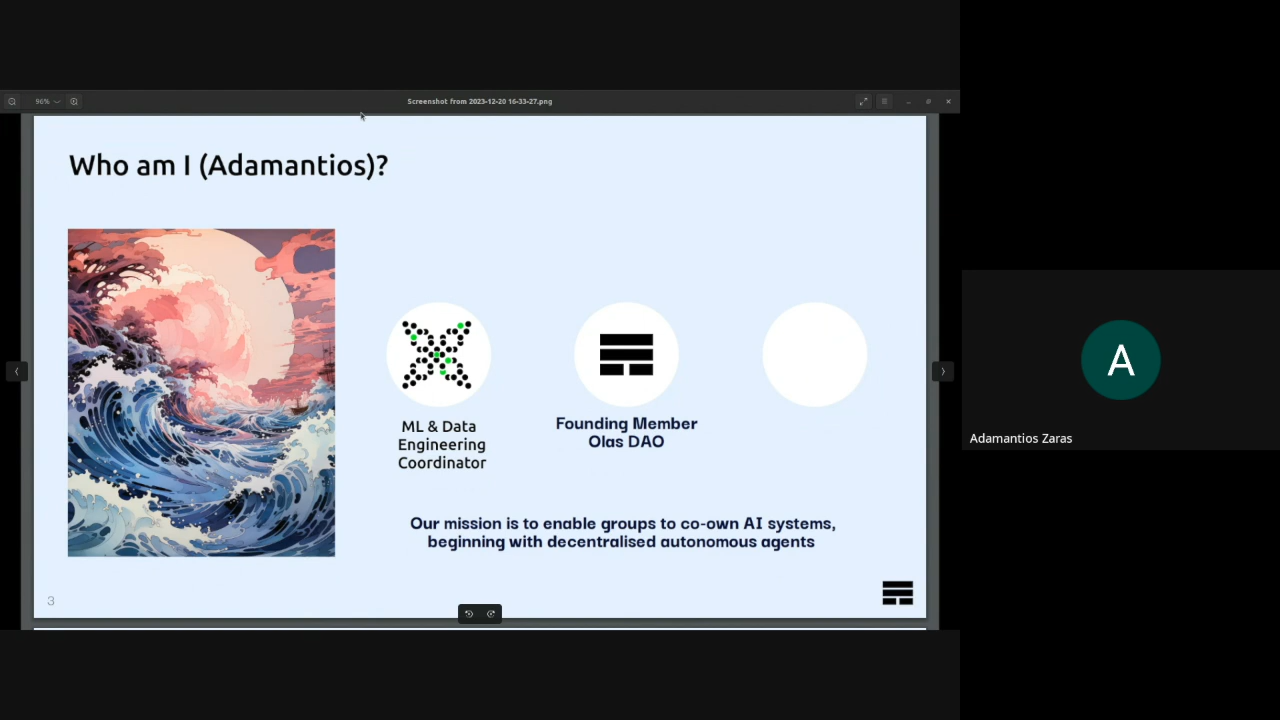 96%
Screenshot from 2023-12-20 16-33-27.png
Who am I (Adamantios)?
ML & Data
Engineering
Coordinator
Founding Member
Olas DAO
Our mission is to enable groups to co-own AI systems,
beginning with decentralised autonomous agents
3
A
Adamantios Zaras